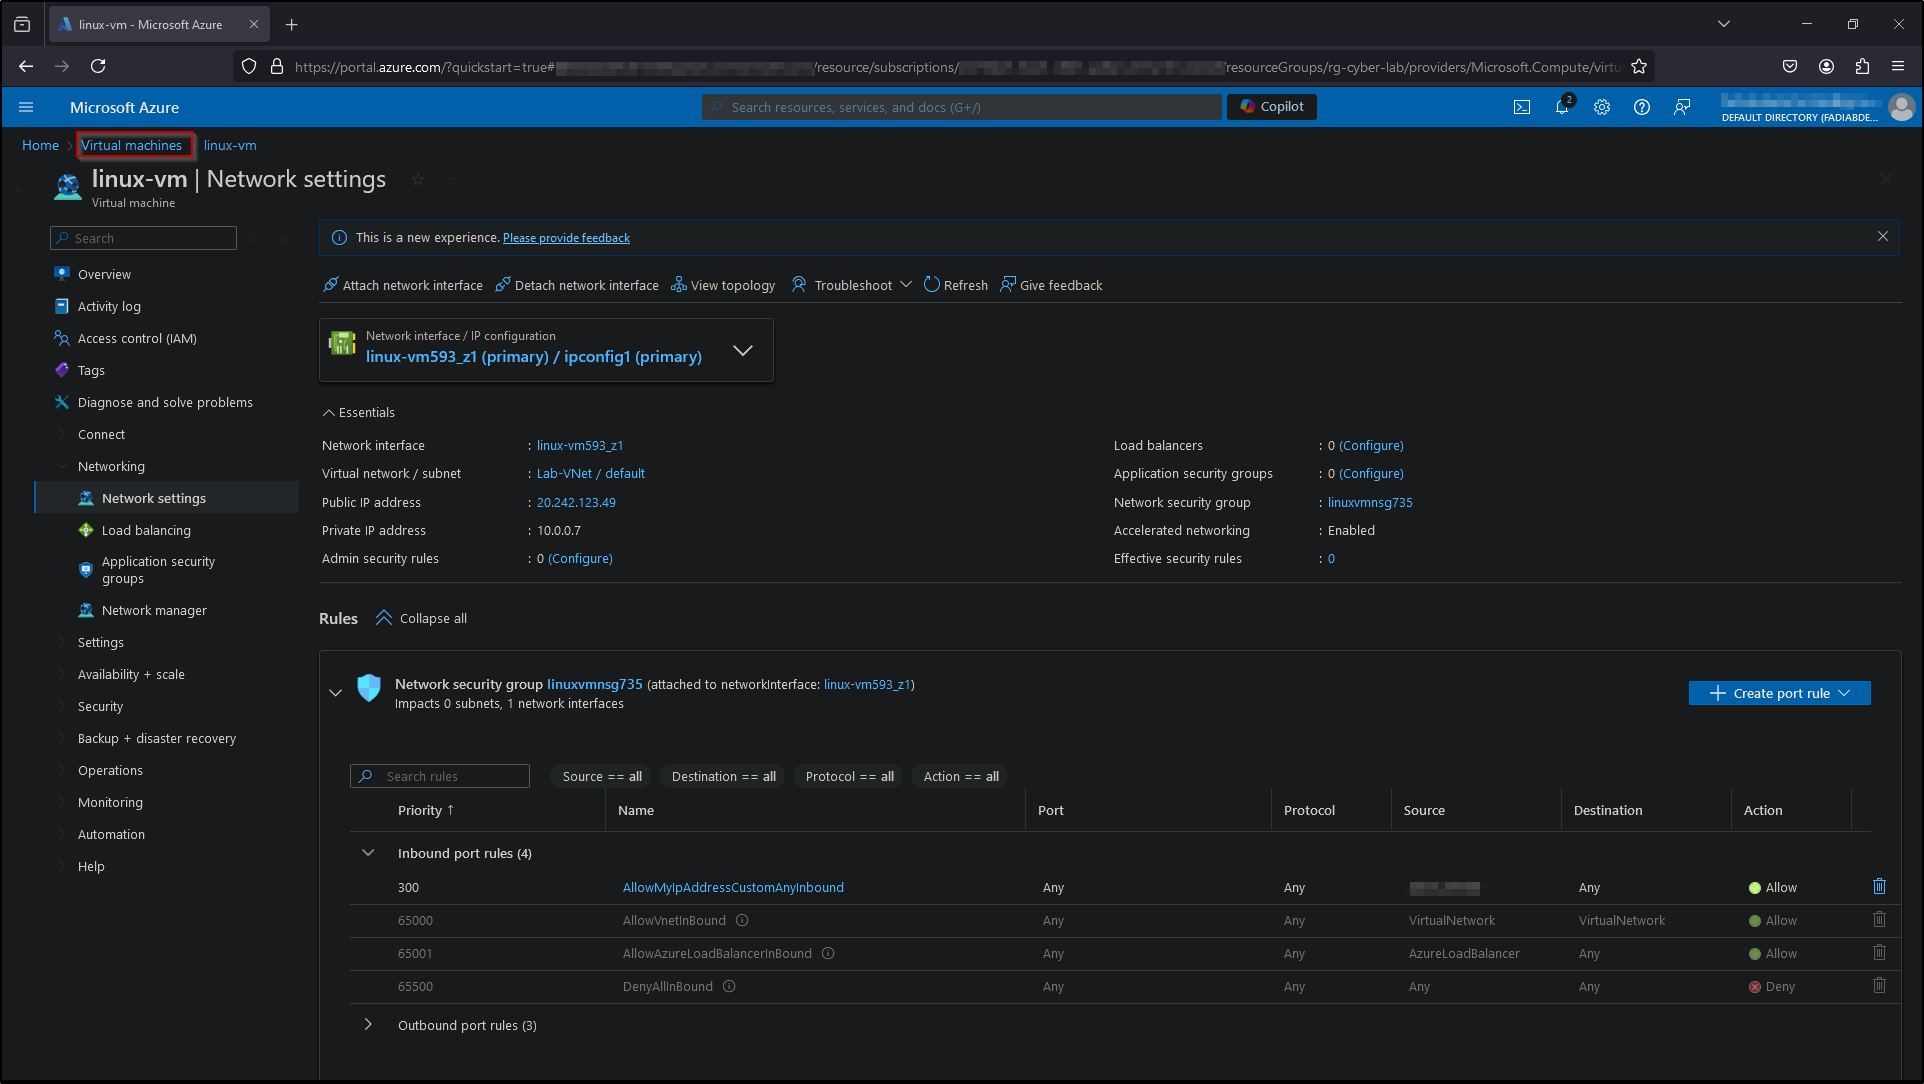 linux-vm - Microsoft Azure
https://portal.azure.com/?quickstart=true# /resource/subscriptions/ /resourceGroups/rg-cyber-lab/providers/Microsoft.Compute/virtu
Microsoft Azure
Search resources, services, and docs (G+/)
Copilot
2
DEFAULT DIRECTORY (FADIABDE...
Home > Virtual machines linux-vm
linux-vm | Network settings
Virtual machine
Search
Overview
Activity log
Access control (IAM)
Tags
Diagnose and solve problems
Connect
Networking
Network settings
Load balancing
Application security
groups
Network manager
Settings
Availability + scale
Security
Backup + disaster recovery
Operations
Monitoring
Automation
Help
This is a new experience. Please provide feedback
Attach network interface Detach network interface View topology Troubleshoot Refresh Give feedback
Network interface / IP configuration
linux-vm593_z1 (primary) / ipconfig1 (primary)
Essentials
Network interface : linux-vm593_z1
Virtual network / subnet : Lab-VNet / default
Public IP address : 20.242.123.49
Private IP address : 10.0.0.7
Admin security rules : 0 (Configure)
Load balancers : 0 (Configure)
Application security groups : 0 (Configure)
Network security group : linuxvmnsg735
Accelerated networking : Enabled
Effective security rules : 0
Rules Collapse all
Network security group linuxvmnsg735 (attached to networkInterface: linux-vm593_z1)
Impacts 0 subnets, 1 network interfaces
Create port rule
Search rules
Source == all Destination == all Protocol == all Action == all
Priority ↑ Name Port Protocol Source Destination Action
Inbound port rules (4)
300 AllowMyIpAddressCustomAnyInbound Any Any Any Allow
65000 AllowVnetInBound Any Any VirtualNetwork VirtualNetwork Allow
65001 AllowAzureLoadBalancerInBound Any Any AzureLoadBalancer Any Allow
65500 DenyAllInBound Any Any Any Any Deny
Outbound port rules (3)